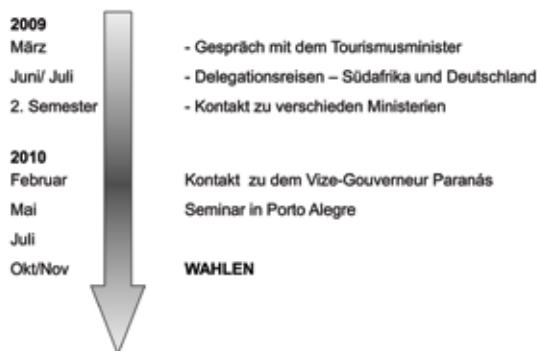 2009
März - Gespräch mit dem Tourismusminister
Juni/ Juli - Delegationsreisen – Südafrika und Deutschland
2. Semester - Kontakt zu verschieden Ministerien
2010
Februar Kontakt zu dem Vize-Gouverneur Paranás
Mai Seminar in Porto Alegre
Juli
Okt/Nov WAHLEN